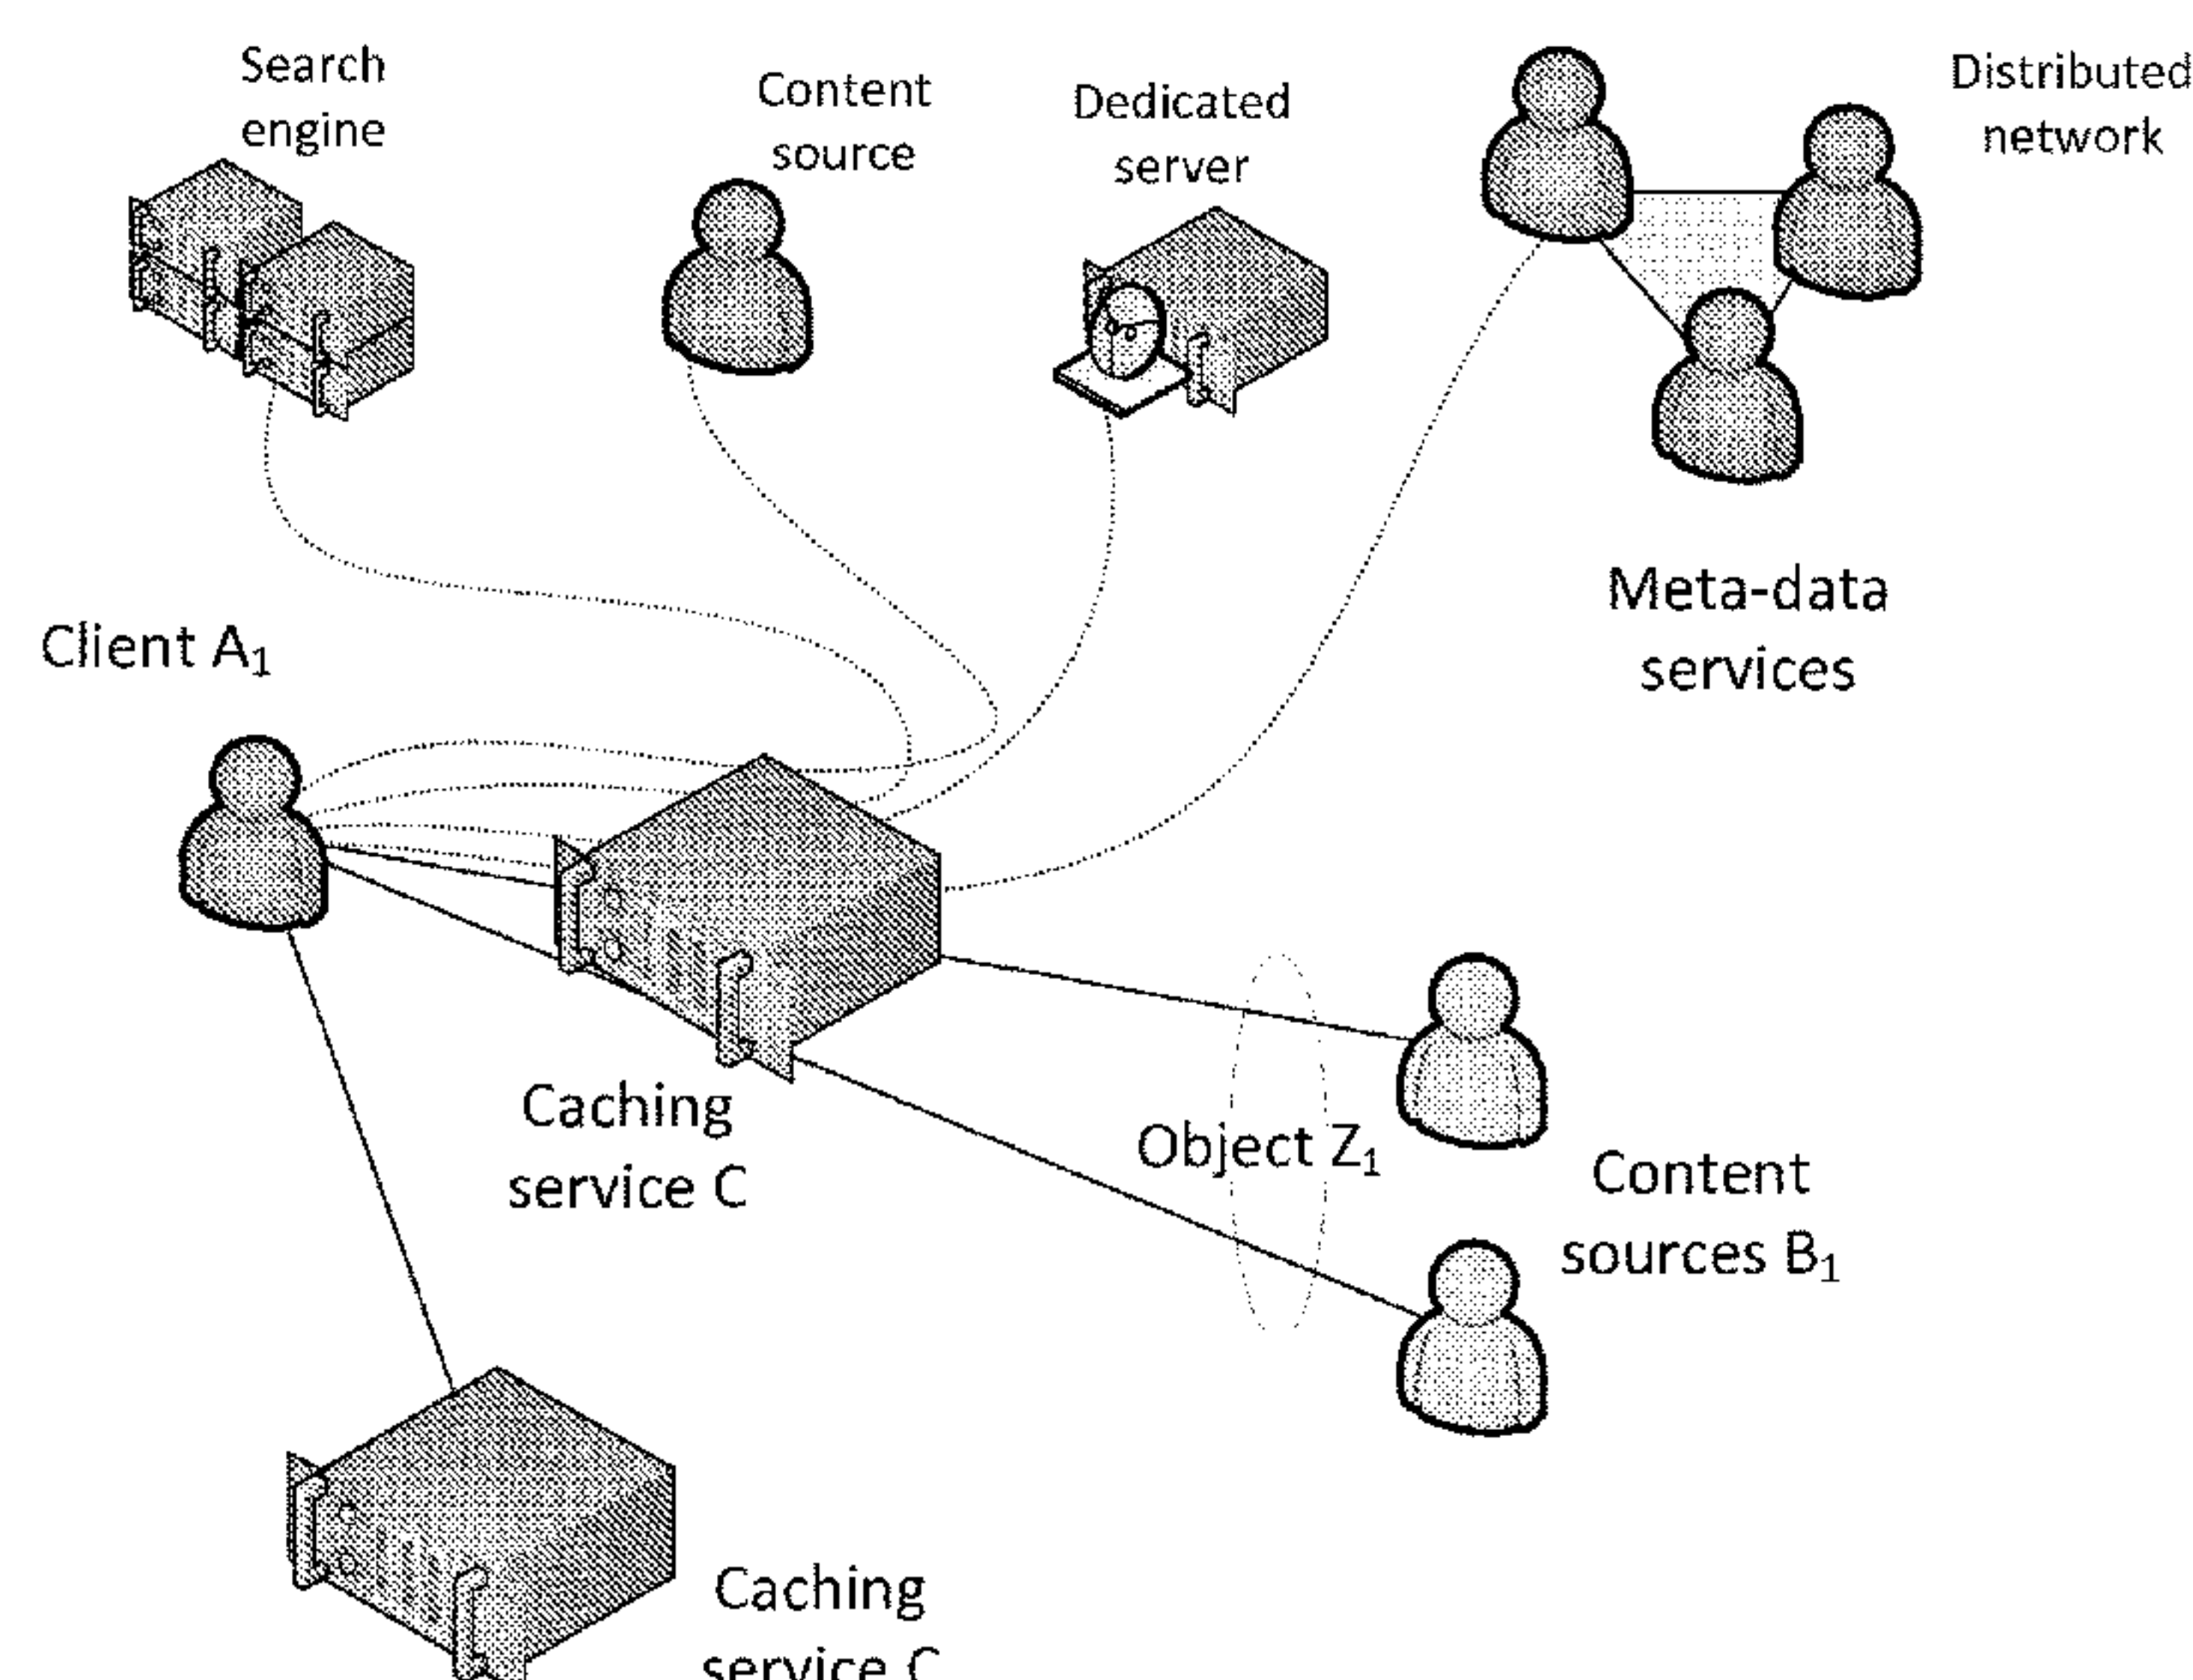 Search
engine
Content
source
Dedicated
server
Distributed
network
Meta-data
services
Client A₁
Caching
service C
Object Z₁
Content
sources B₁
Caching
service C